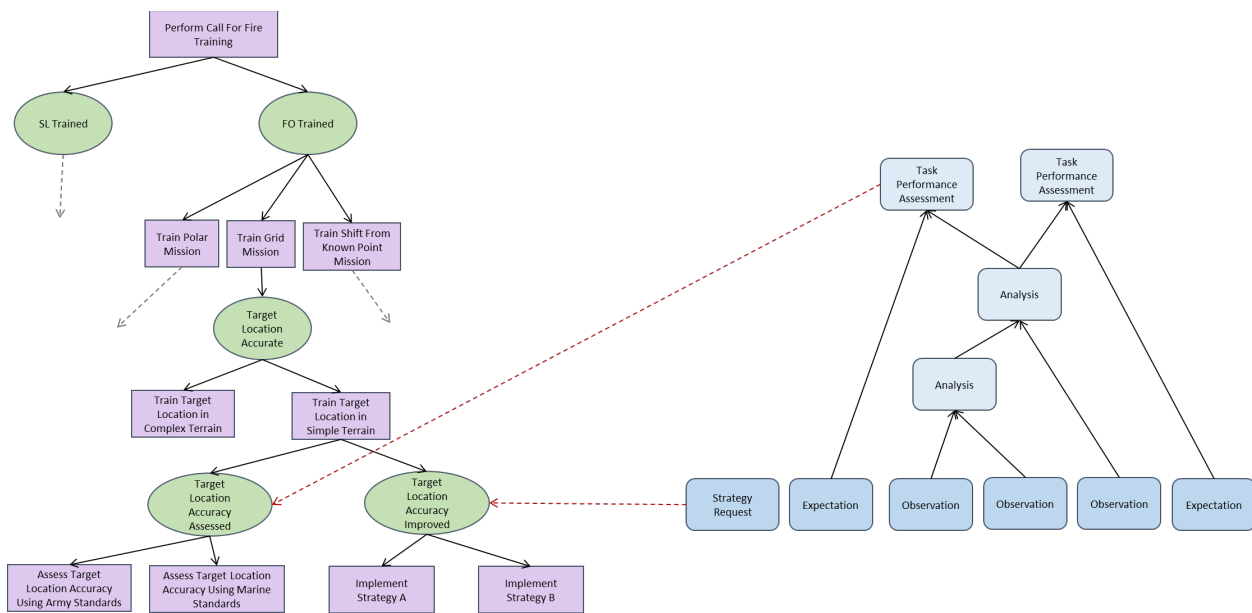 Perform Call For Fire
Training
SL Trained
FO Trained
Task
Performance
Assessment
Task
Performance
Assessment
Train Polar
Mission
Train Grid
Mission
Train Shift From
Known Point
Mission
Analysis
Target
Location
Accurate
Analysis
Train Target
Location in
Complex Terrain
Train Target
Location in
Simple Terrain
Target
Location
Accuracy
Assessed
Target
Location
Accuracy
Improved
Strategy
Request
Expectation
Observation
Observation
Observation
Expectation
Assess Target
Location Accuracy
Using Army Standards
Assess Target Location
Accuracy Using Marine
Standards
Implement
Strategy A
Implement
Strategy B